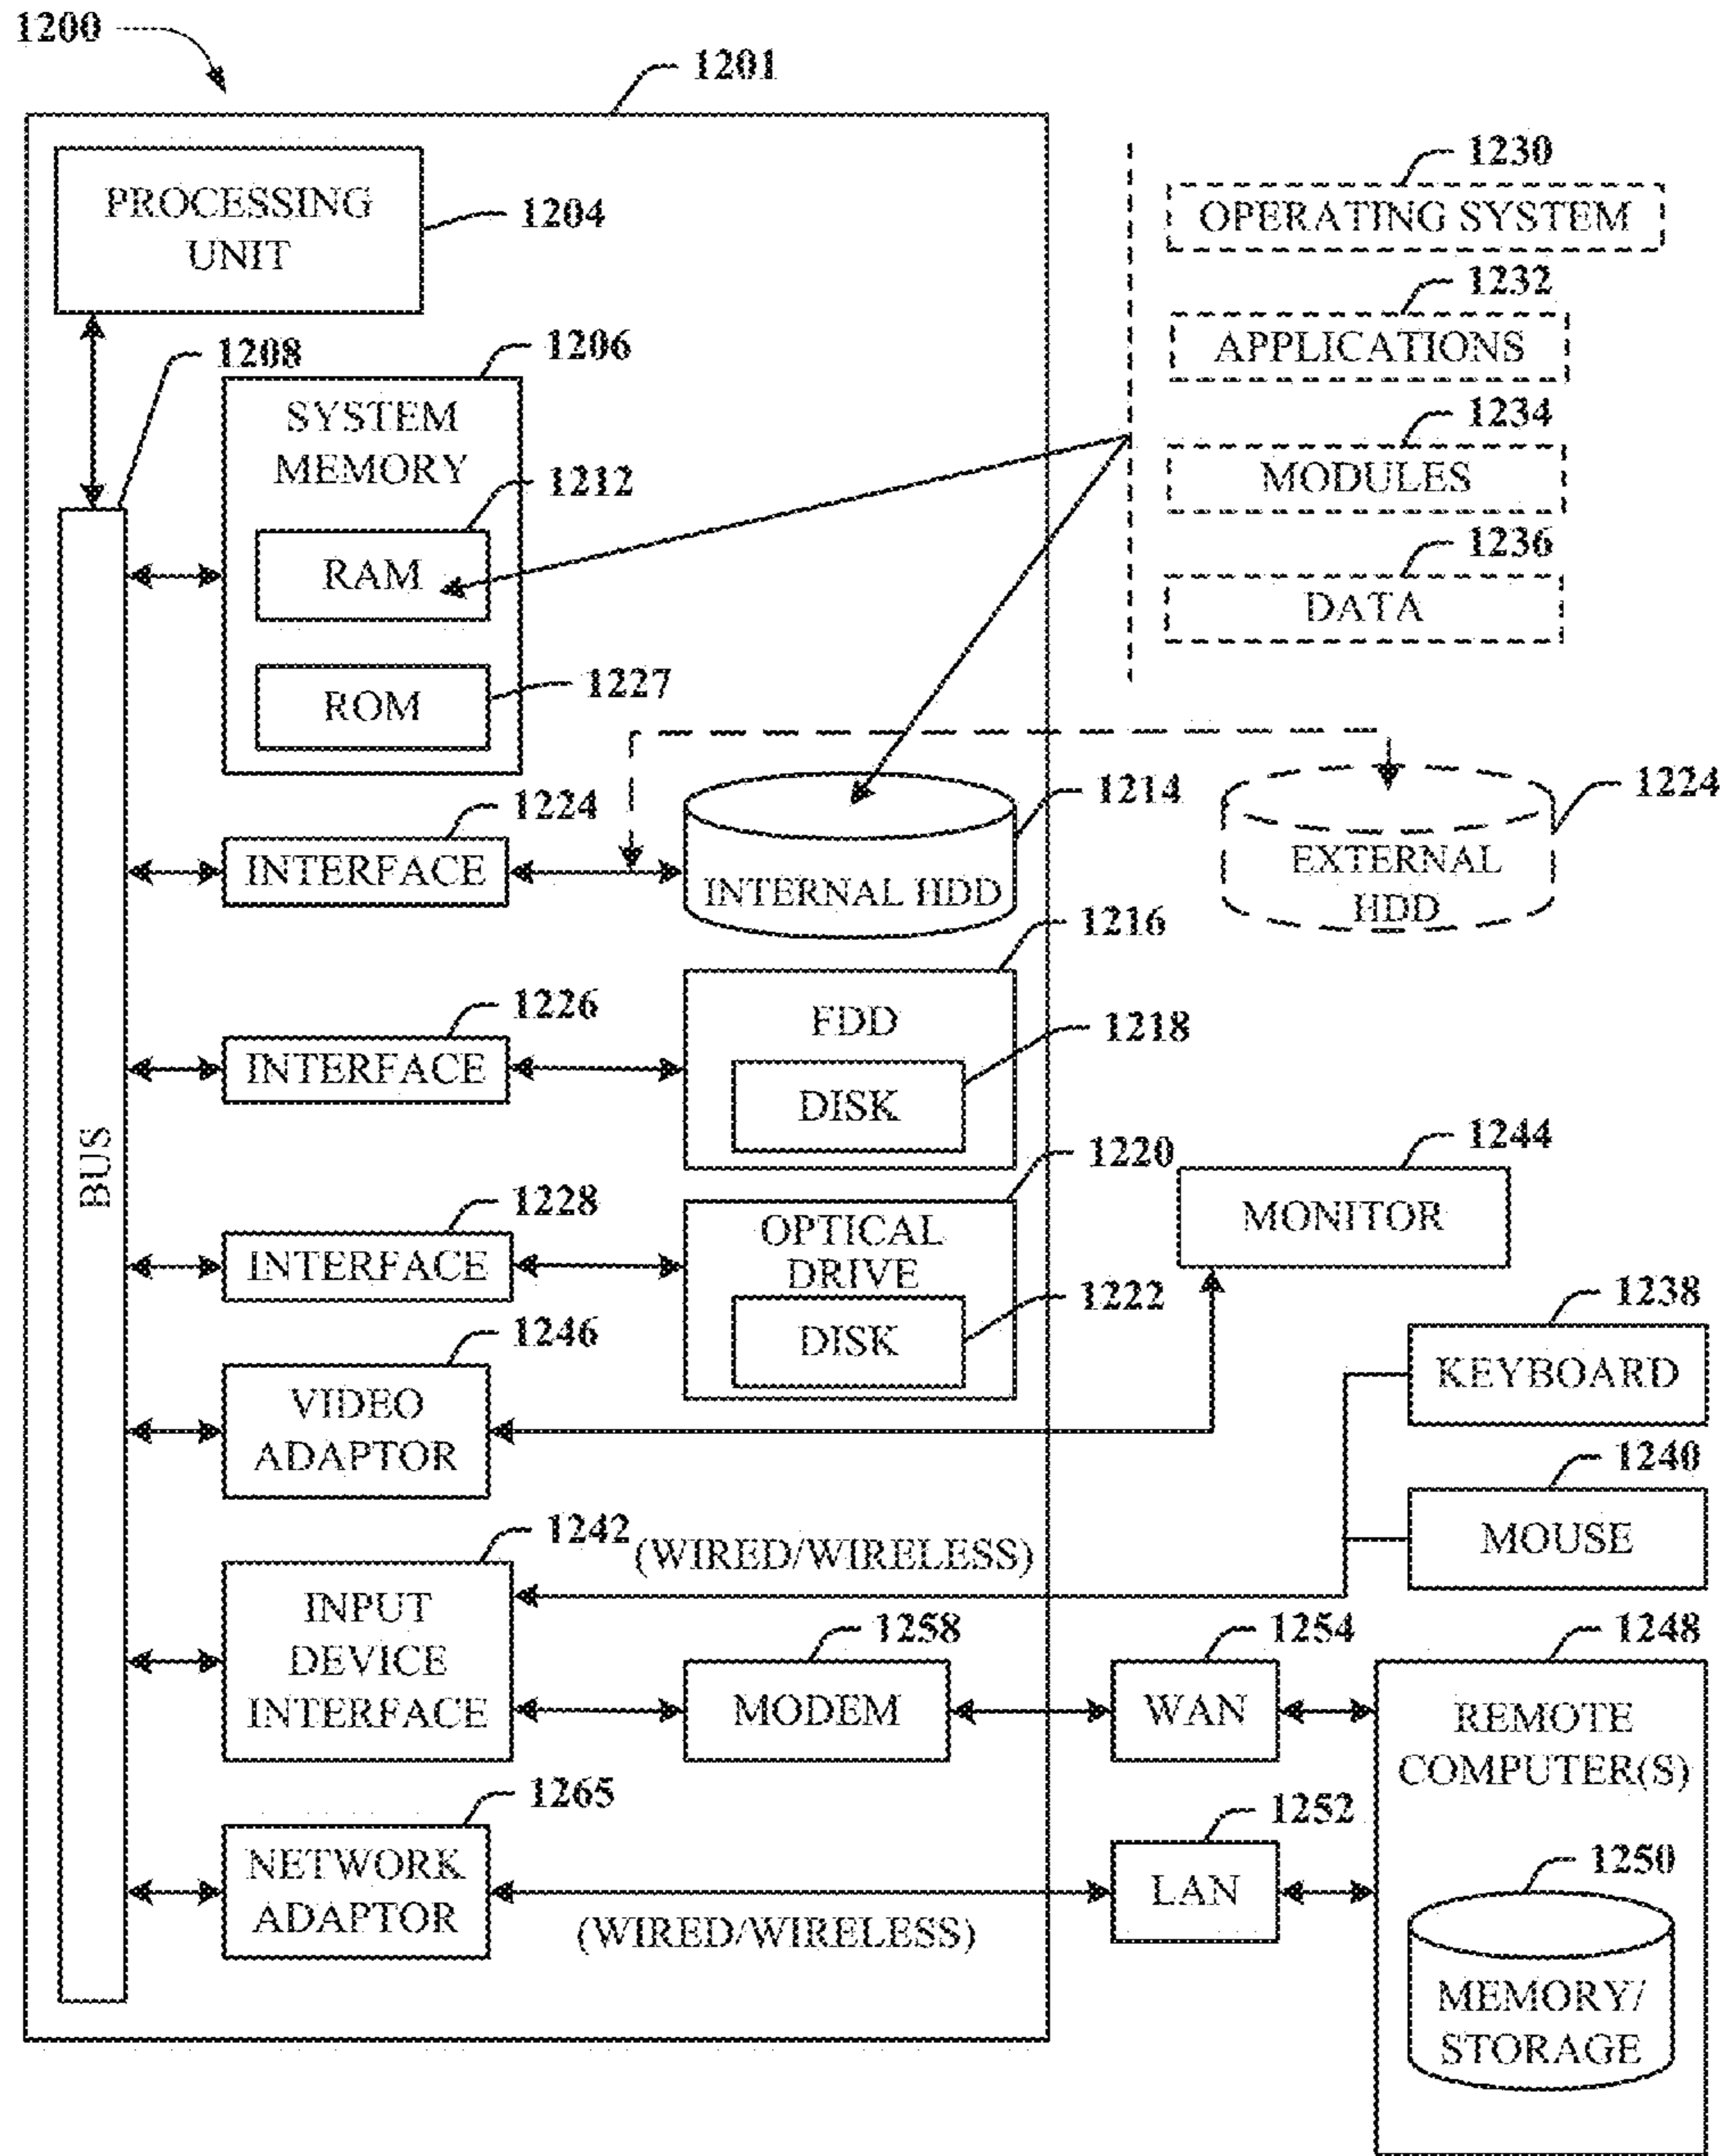 1200
1201
PROCESSING
UNIT
1204
1230
OPERATING SYSTEM
1232
APPLICATIONS
1234
MODULES
1236
DATA
1208
1206
SYSTEM
MEMORY
1212
RAM
1227
ROM
BUS
1224
INTERFACE
1214
INTERNAL HDD
1224
EXTERNAL
HDD
1226
INTERFACE
1216
FDD
1218
DISK
1228
INTERFACE
1220
OPTICAL
DRIVE
1222
DISK
1244
MONITOR
1246
VIDEO
ADAPTOR
1238
KEYBOARD
1240
MOUSE
1242
(WIRED/WIRELESS)
INPUT
DEVICE
INTERFACE
1258
MODEM
1254
WAN
1248
REMOTE
COMPUTER(S)
1265
NETWORK
ADAPTOR
(WIRED/WIRELESS)
1252
LAN
1250
MEMORY/
STORAGE